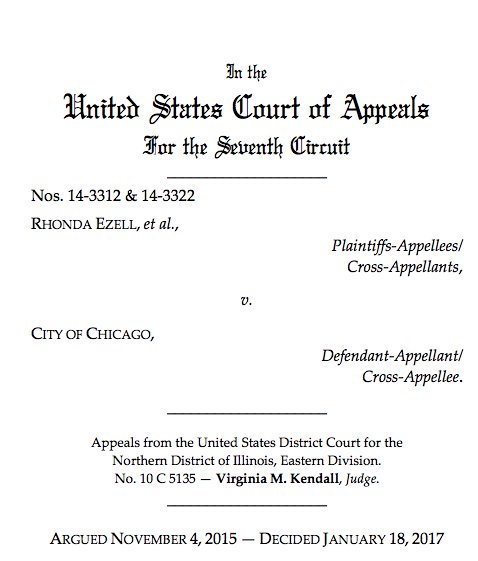 In the
United States Court of Appeals
For the Seventh Circuit
Nos. 14-3312 & 14-3322
RHONDA EZELL, et al.,
Plaintiffs-Appellees/
Cross-Appellants,
v.
CITY OF CHICAGO,
Defendant-Appellant/
Cross-Appellee.
Appeals from the United States District Court for the
Northern District of Illinois, Eastern Division.
No. 10 C 5135 — Virginia M. Kendall, Judge.
ARGUED NOVEMBER 4, 2015 — DECIDED JANUARY 18, 2017